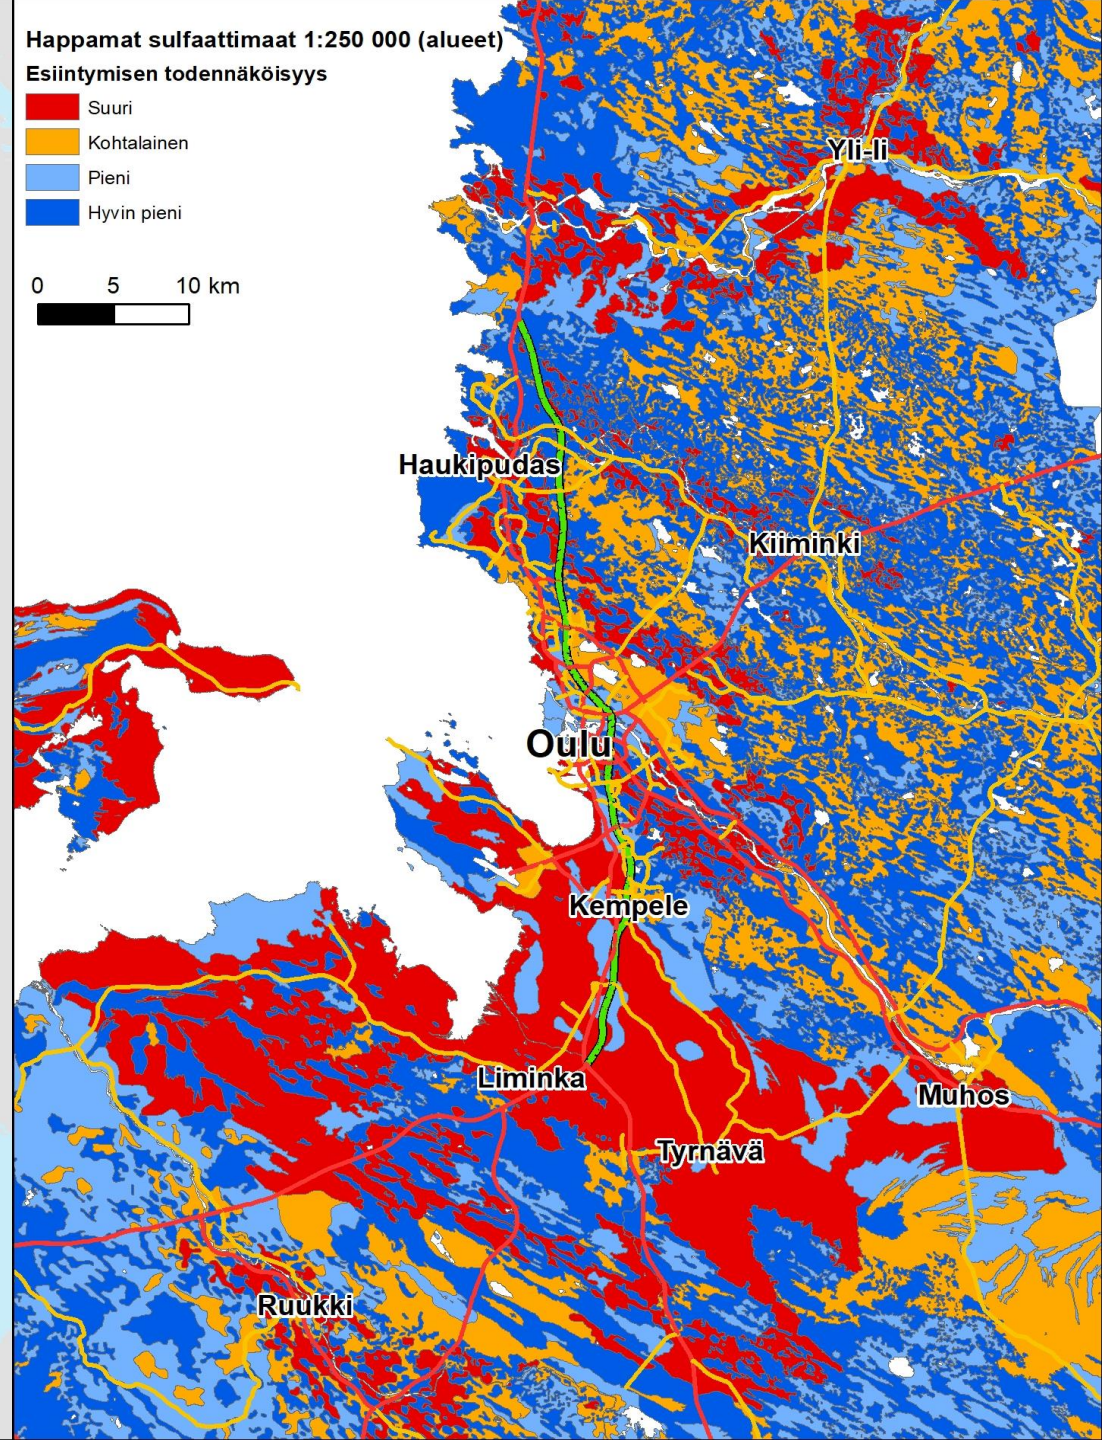 Happamat sulfaattimaat 1:250 000 (alueet)
Esiintymisen todennäköisyys
Suuri
Kohtalainen
Pieni
Hyvin pieni
0 5 10 km
Yli-Ii
Haukipudas
Kiiminki
Oulu
Kempele
Liminka
Muhos
Tyrnävä
Ruukki